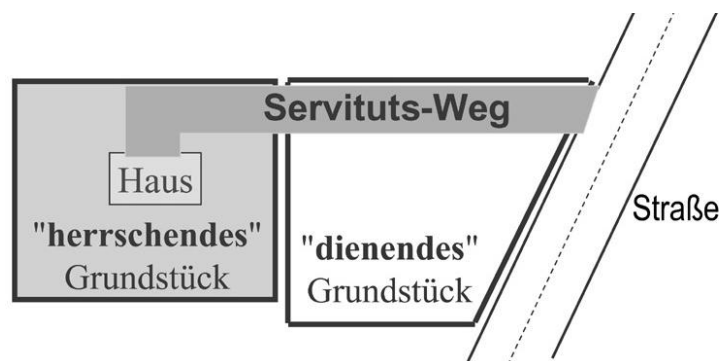 Servituts-Weg
Haus
"herrschendes"
Grundstück
"dienendes"
Grundstück
Straße